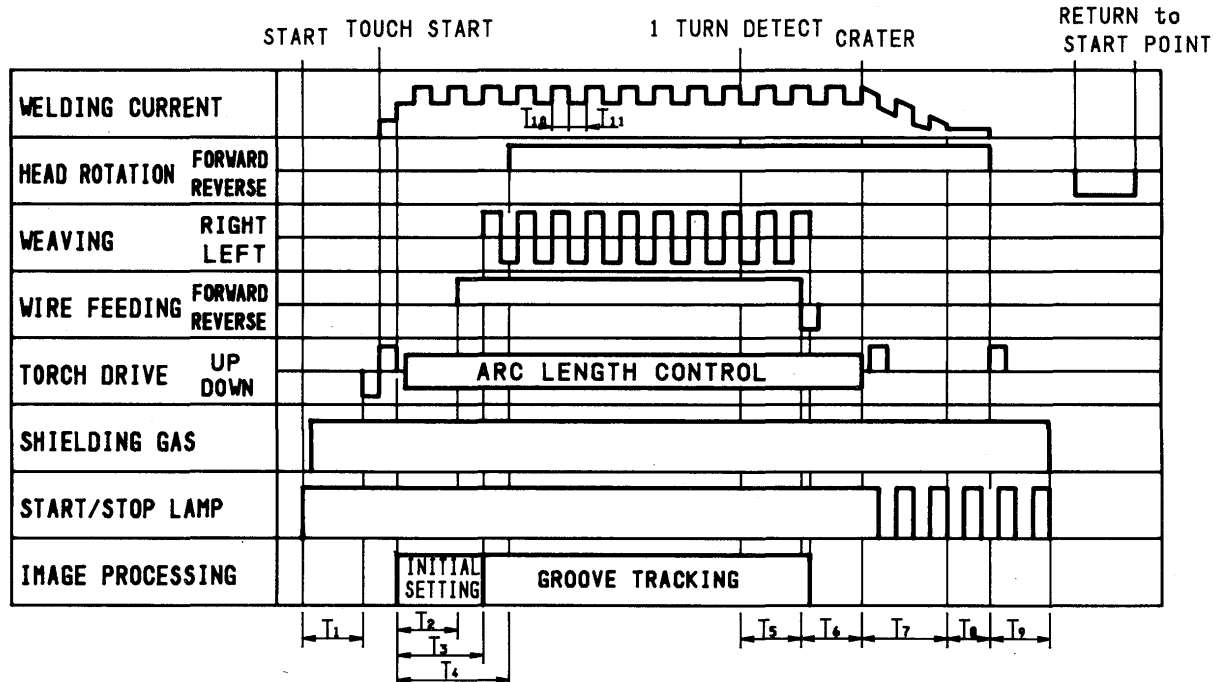 START TOUCH START 1 TURN DETECT CRATER RETURN to
START POINT
WELDING CURRENT
T10 T11
HEAD ROTATION FORWARD
REVERSE
WEAVING RIGHT
LEFT
WIRE FEEDING FORWARD
REVERSE
TORCH DRIVE UP
DOWN
ARC LENGTH CONTROL
SHIELDING GAS
START/STOP LAMP
IMAGE PROCESSING
INITIAL
SETTING
GROOVE TRACKING
T1 T2 T5 T6 T7 T8 T9
T3
T4